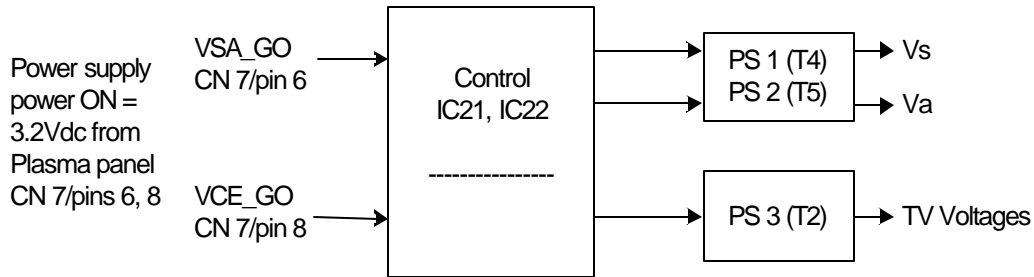 Power supply
power ON =
3.2Vdc from
Plasma panel
CN 7/pins 6, 8
VSA_GO
CN 7/pin 6
VCE_GO
CN 7/pin 8
Control
IC21, IC22
----------------
PS 1 (T4)
PS 2 (T5)
Vs
Va
PS 3 (T2)
TV Voltages